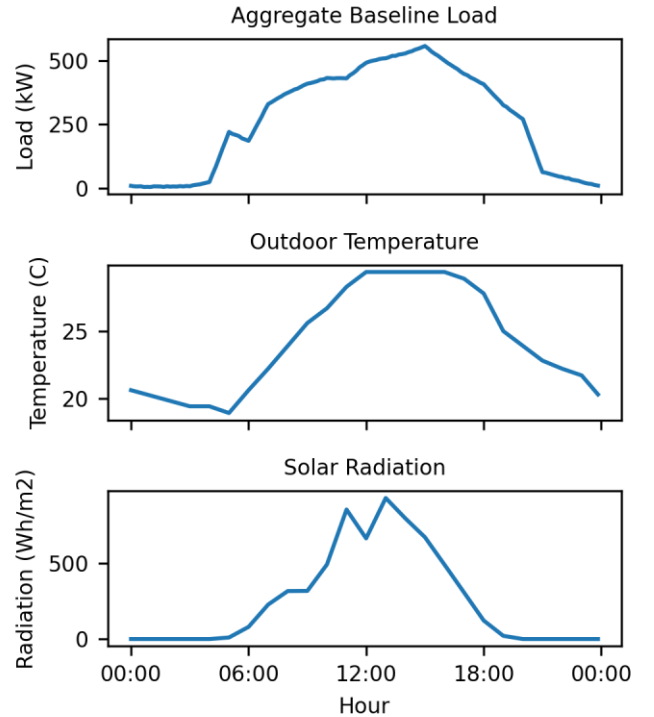 Aggregate Baseline Load
Load (kW)
500
250
0
Outdoor Temperature
Temperature (C)
25
20
Solar Radiation
Radiation (Wh/m2)
500
0
00:00 06:00 12:00 18:00 00:00
Hour